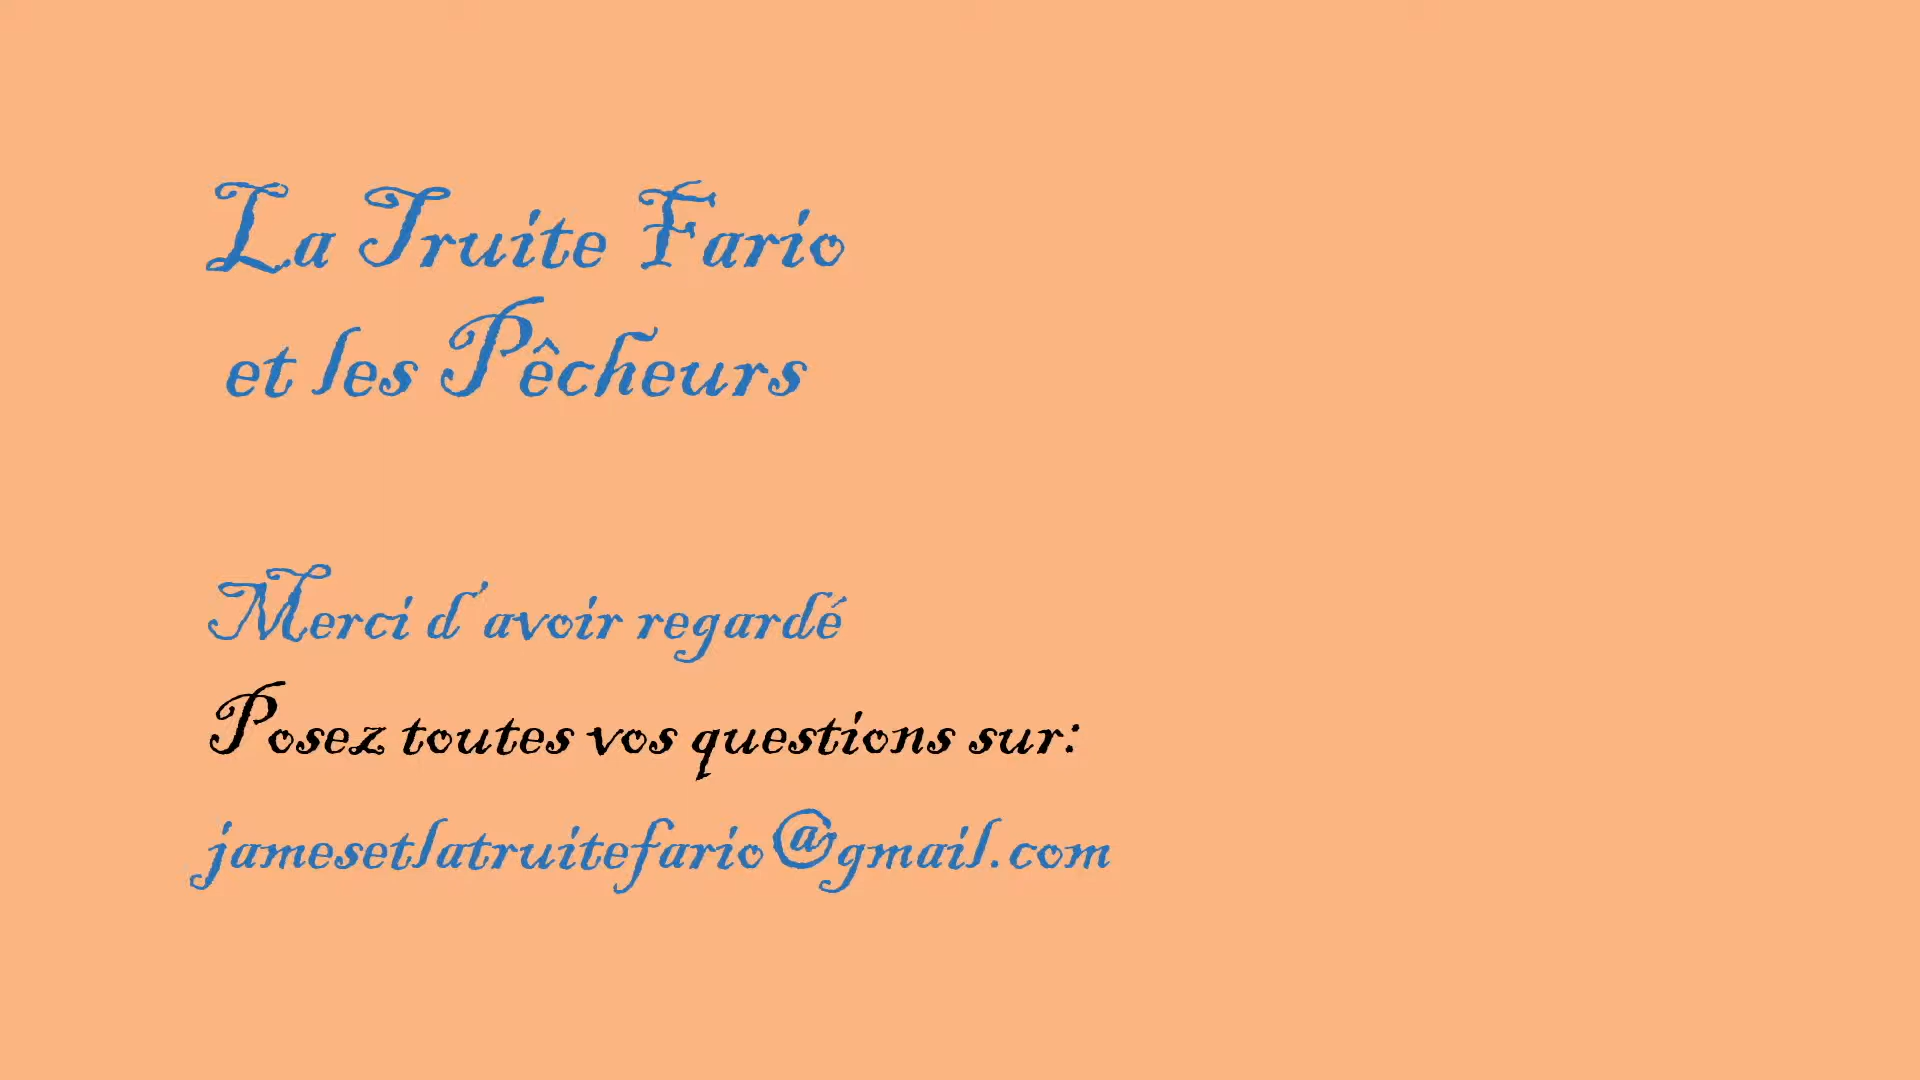 La Truite Fario
et les Pêcheurs
Merci d'avoir regardé
Posez toutes vos questions sur:
jamesetlatruitefario@gmail.com